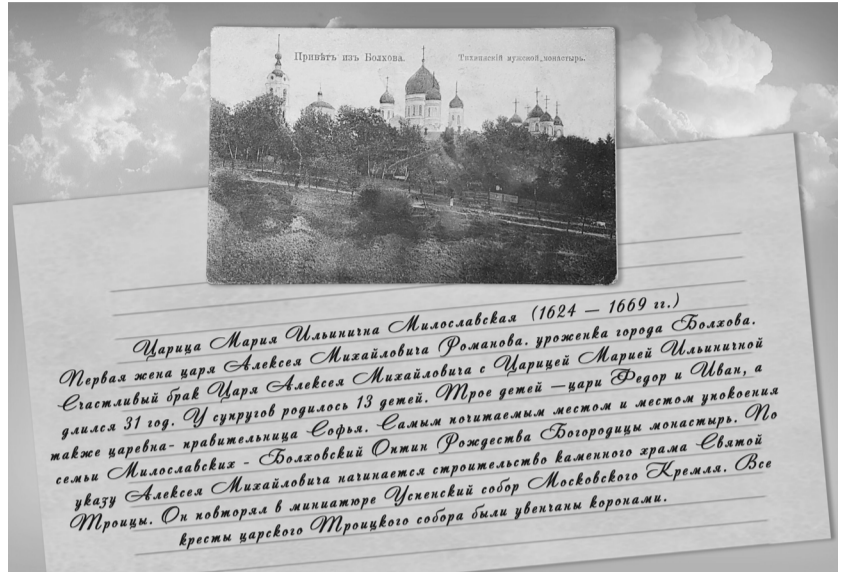 Привѣтъ изъ Болхова.
Тихвинскій мужской монастырь.
Царица Мария Ильинична Милославская (1624 — 1669 гг.)
Первая жена царя Алексея Михайловича Романова. уроженка города Болхова.
Счастливый брак Царя Алексея Михайловича с Царицей Марией Ильиничной
длился 31 год. У супругов родилось 13 детей. Трое детей —цари Федор и Иван, а
также царевна- правительница Софья. Самым почитаемым местом и местом упокоения
семьи Милославских - Болховский Оптин Рождества Богородицы монастырь. По
указу Алексея Михайловича начинается строительство каменного храма Святой
Троицы. Он повторял в миниатюре Успенский собор Московского Кремля. Все
кресты царского Троицкого собора были увенчаны коронами.